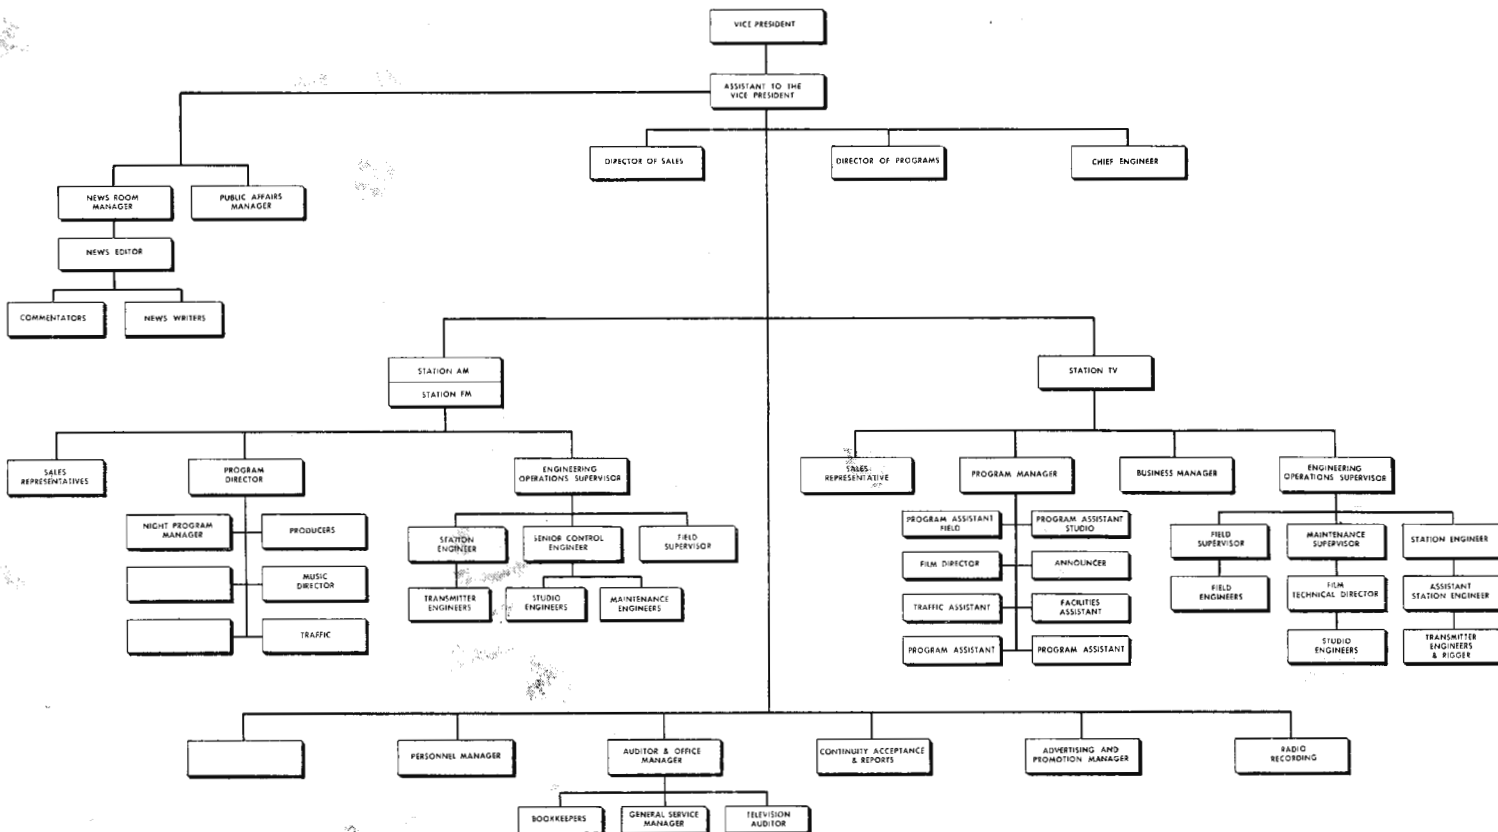 VICE PRESIDENT
ASSISTANT TO THE
VICE PRESIDENT
DIRECTOR OF SALES
DIRECTOR OF PROGRAMS
CHIEF ENGINEER
NEWS ROOM
MANAGER
PUBLIC AFFAIRS
MANAGER
NEWS EDITOR
COMMENTATORS
NEWS WRITERS
STATION AM
STATION FM
STATION TV
SALES
REPRESENTATIVES
PROGRAM
DIRECTOR
ENGINEERING
OPERATIONS SUPERVISOR
NIGHT PROGRAM
MANAGER
PRODUCERS
MUSIC
DIRECTOR
TRAFFIC
STATION
ENGINEER
SENIOR CONTROL
ENGINEER
FIELD
SUPERVISOR
TRANSMITTER
ENGINEERS
STUDIO
ENGINEERS
MAINTENANCE
ENGINEERS
SALES
REPRESENTATIVE
PROGRAM MANAGER
BUSINESS MANAGER
ENGINEERING
OPERATIONS SUPERVISOR
PROGRAM ASSISTANT
FIELD
PROGRAM ASSISTANT
STUDIO
FILM DIRECTOR
ANNOUNCER
TRAFFIC ASSISTANT
FACILITIES
ASSISTANT
PROGRAM ASSISTANT
PROGRAM ASSISTANT
FIELD
SUPERVISOR
MAINTENANCE
SUPERVISOR
STATION ENGINEER
FIELD
ENGINEERS
FILM
TECHNICAL DIRECTOR
ASSISTANT
STATION ENGINEER
STUDIO
ENGINEERS
TRANSMITTER
ENGINEERS
& RIGGER
PERSONNEL MANAGER
AUDITOR & OFFICE
MANAGER
CONTINUITY ACCEPTANCE
& REPORTS
ADVERTISING AND
PROMOTION MANAGER
RADIO
RECORDING
BOOKKEEPERS
GENERAL SERVICE
MANAGER
TELEVISION
AUDITOR